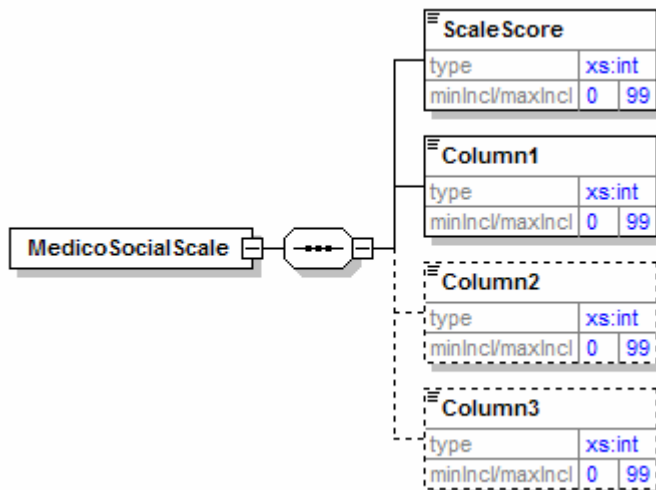 ScaleScore
type xs:int
minIncl/maxIncl 0 99
Column1
type xs:int
minIncl/maxIncl 0 99
MedicoSocialScale
Column2
type xs:int
minIncl/maxIncl 0 99
Column3
type xs:int
minIncl/maxIncl 0 99